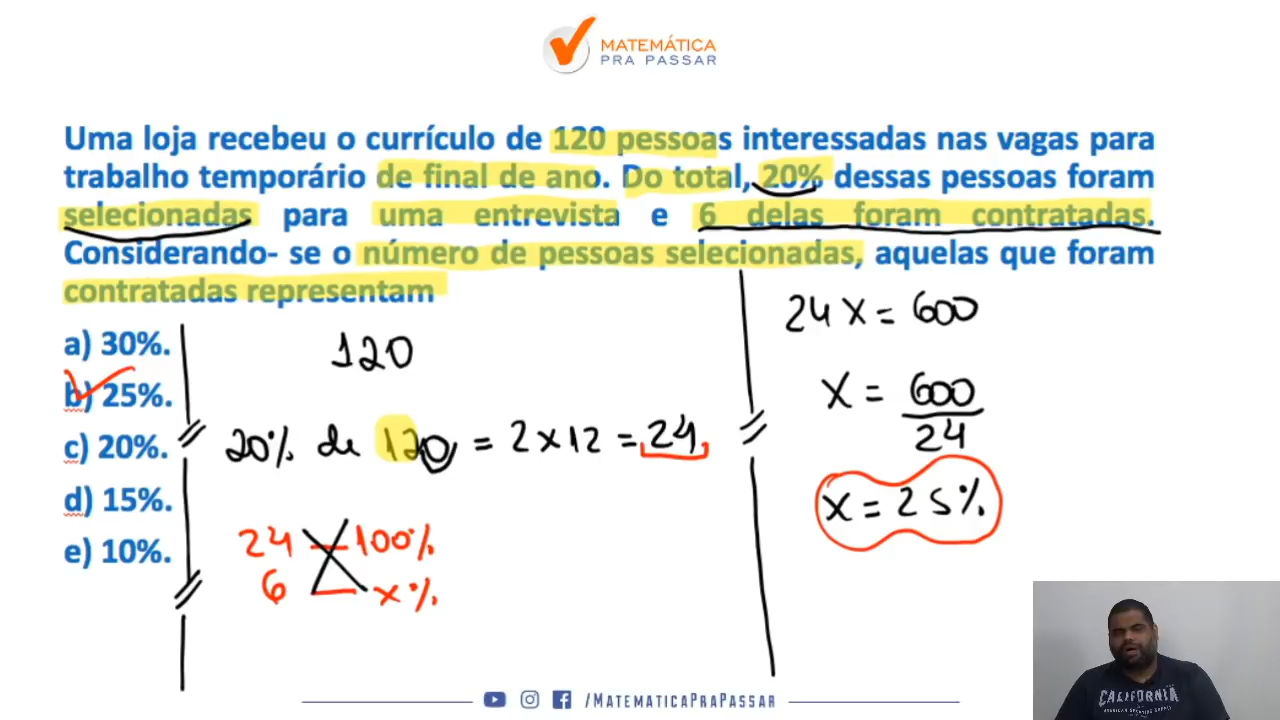 MATEMÁTICA
PRA PASSAR
Uma loja recebeu o currículo de 120 pessoas interessadas nas vagas para
trabalho temporário de final de ano. Do total, 20% dessas pessoas foram
selecionadas para uma entrevista e 6 delas foram contratadas.
Considerando- se o número de pessoas selecionadas, aquelas que foram
contratadas representam
a) 30%.
b) 25%.
c) 20%.
d) 15%.
e) 10%.
120
20% de 120 = 2 x 12 = 24
24 100%
6 x%
24 x = 600
x = 600
24
x = 25%
/MATEMATICAPRAPASSAR
CALIFORNIA